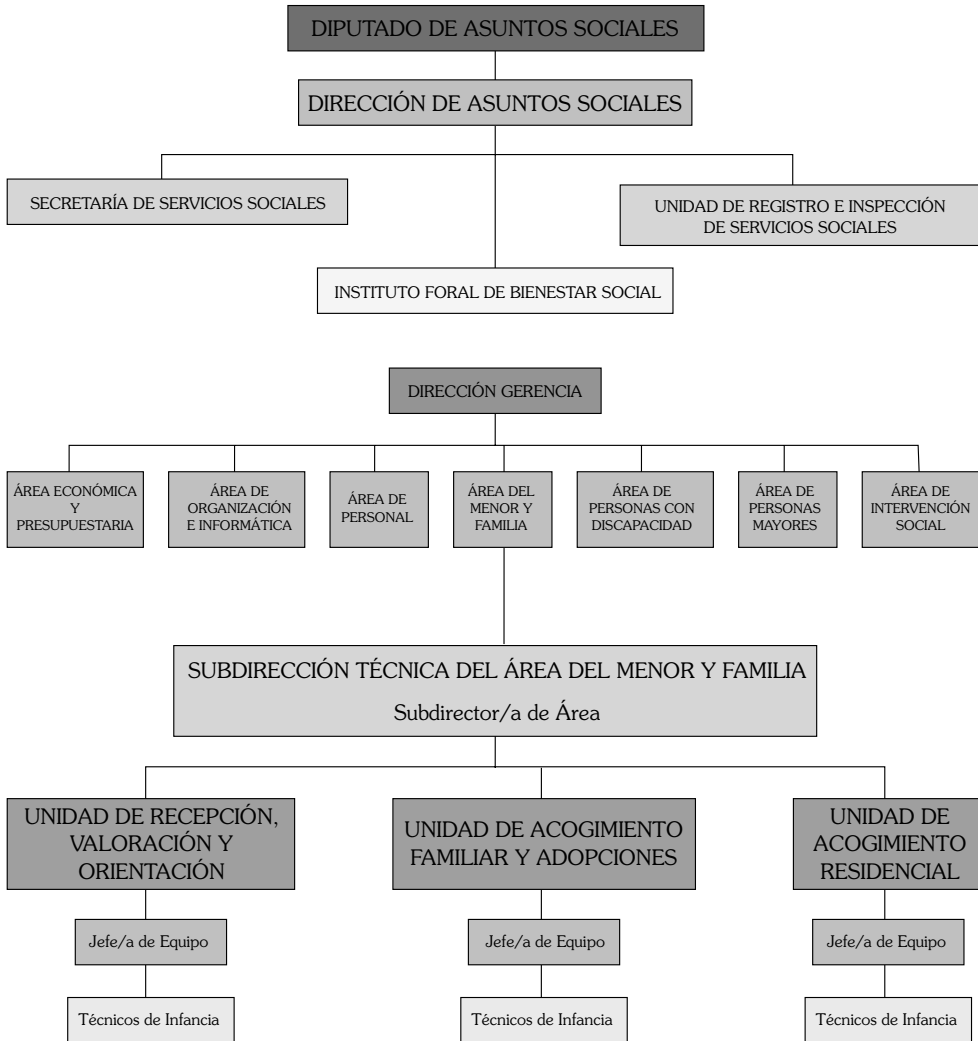 DIPUTADO DE ASUNTOS SOCIALES
DIRECCIÓN DE ASUNTOS SOCIALES
SECRETARÍA DE SERVICIOS SOCIALES
UNIDAD DE REGISTRO E INSPECCIÓN
DE SERVICIOS SOCIALES
INSTITUTO FORAL DE BIENESTAR SOCIAL
DIRECCIÓN GERENCIA
ÁREA ECONÓMICA
Y
PRESUPUESTARIA
ÁREA DE
ORGANIZACIÓN
E INFORMÁTICA
ÁREA DE
PERSONAL
ÁREA DEL
MENOR Y
FAMILIA
ÁREA DE
PERSONAS CON
DISCAPACIDAD
ÁREA DE
PERSONAS
MAYORES
ÁREA DE
INTERVENCIÓN
SOCIAL
SUBDIRECCIÓN TÉCNICA DEL ÁREA DEL MENOR Y FAMILIA
Subdirector/a de Área
UNIDAD DE RECEPCIÓN,
VALORACIÓN Y
ORIENTACIÓN
UNIDAD DE ACOGIMIENTO
FAMILIAR Y ADOPCIONES
UNIDAD DE
ACOGIMIENTO
RESIDENCIAL
Jefe/a de Equipo
Jefe/a de Equipo
Jefe/a de Equipo
Técnicos de Infancia
Técnicos de Infancia
Técnicos de Infancia